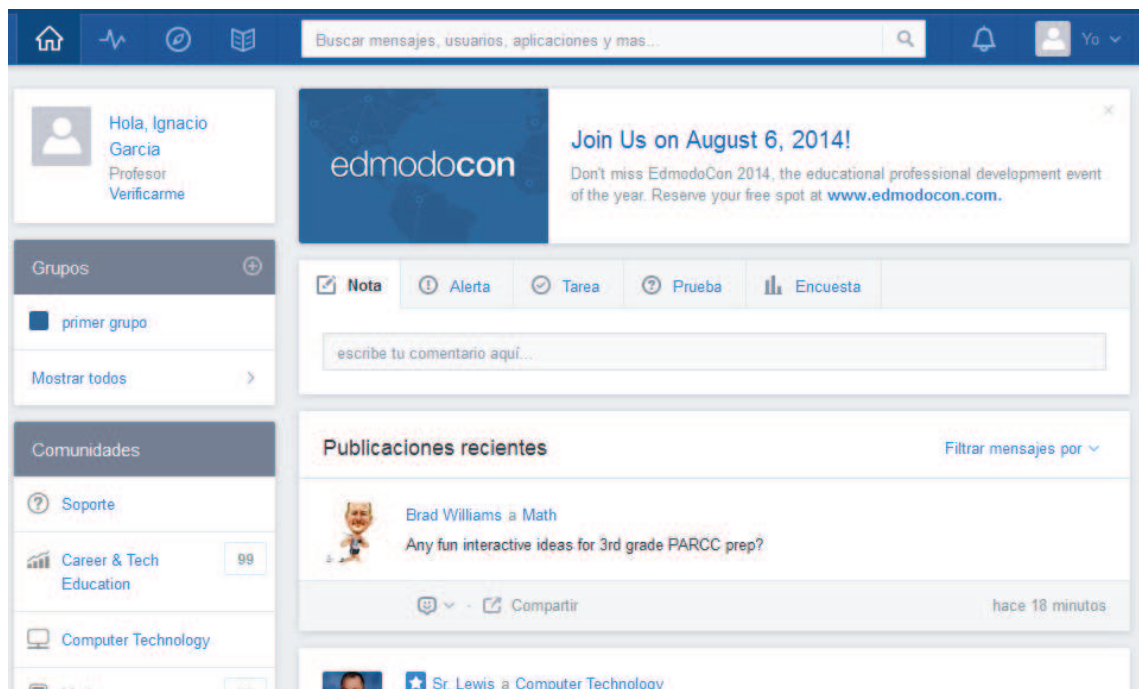 Buscar mensajes, usuarios, aplicaciones y mas...
Yo
Hola, Ignacio
Garcia
Profesor
Verificarme
Grupos
primer grupo
Mostrar todos
Comunidades
Soporte
Career & Tech
Education
99
Computer Technology
edmodocon
Join Us on August 6, 2014!
Don't miss EdmodoCon 2014, the educational professional development event
of the year. Reserve your free spot at www.edmodocon.com.
Nota
Alerta
Tarea
Prueba
Encuesta
escribe tu comentario aquí...
Publicaciones recientes
Filtrar mensajes por
Brad Williams a Math
Any fun interactive ideas for 3rd grade PARCC prep?
Compartir
hace 18 minutos
Sr. Lewis a Computer Technology